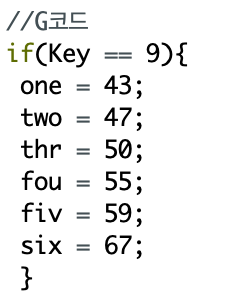 //G코드
if(Key == 9){
one = 43;
two = 47;
thr = 50;
fou = 55;
fiv = 59;
six = 67;
}